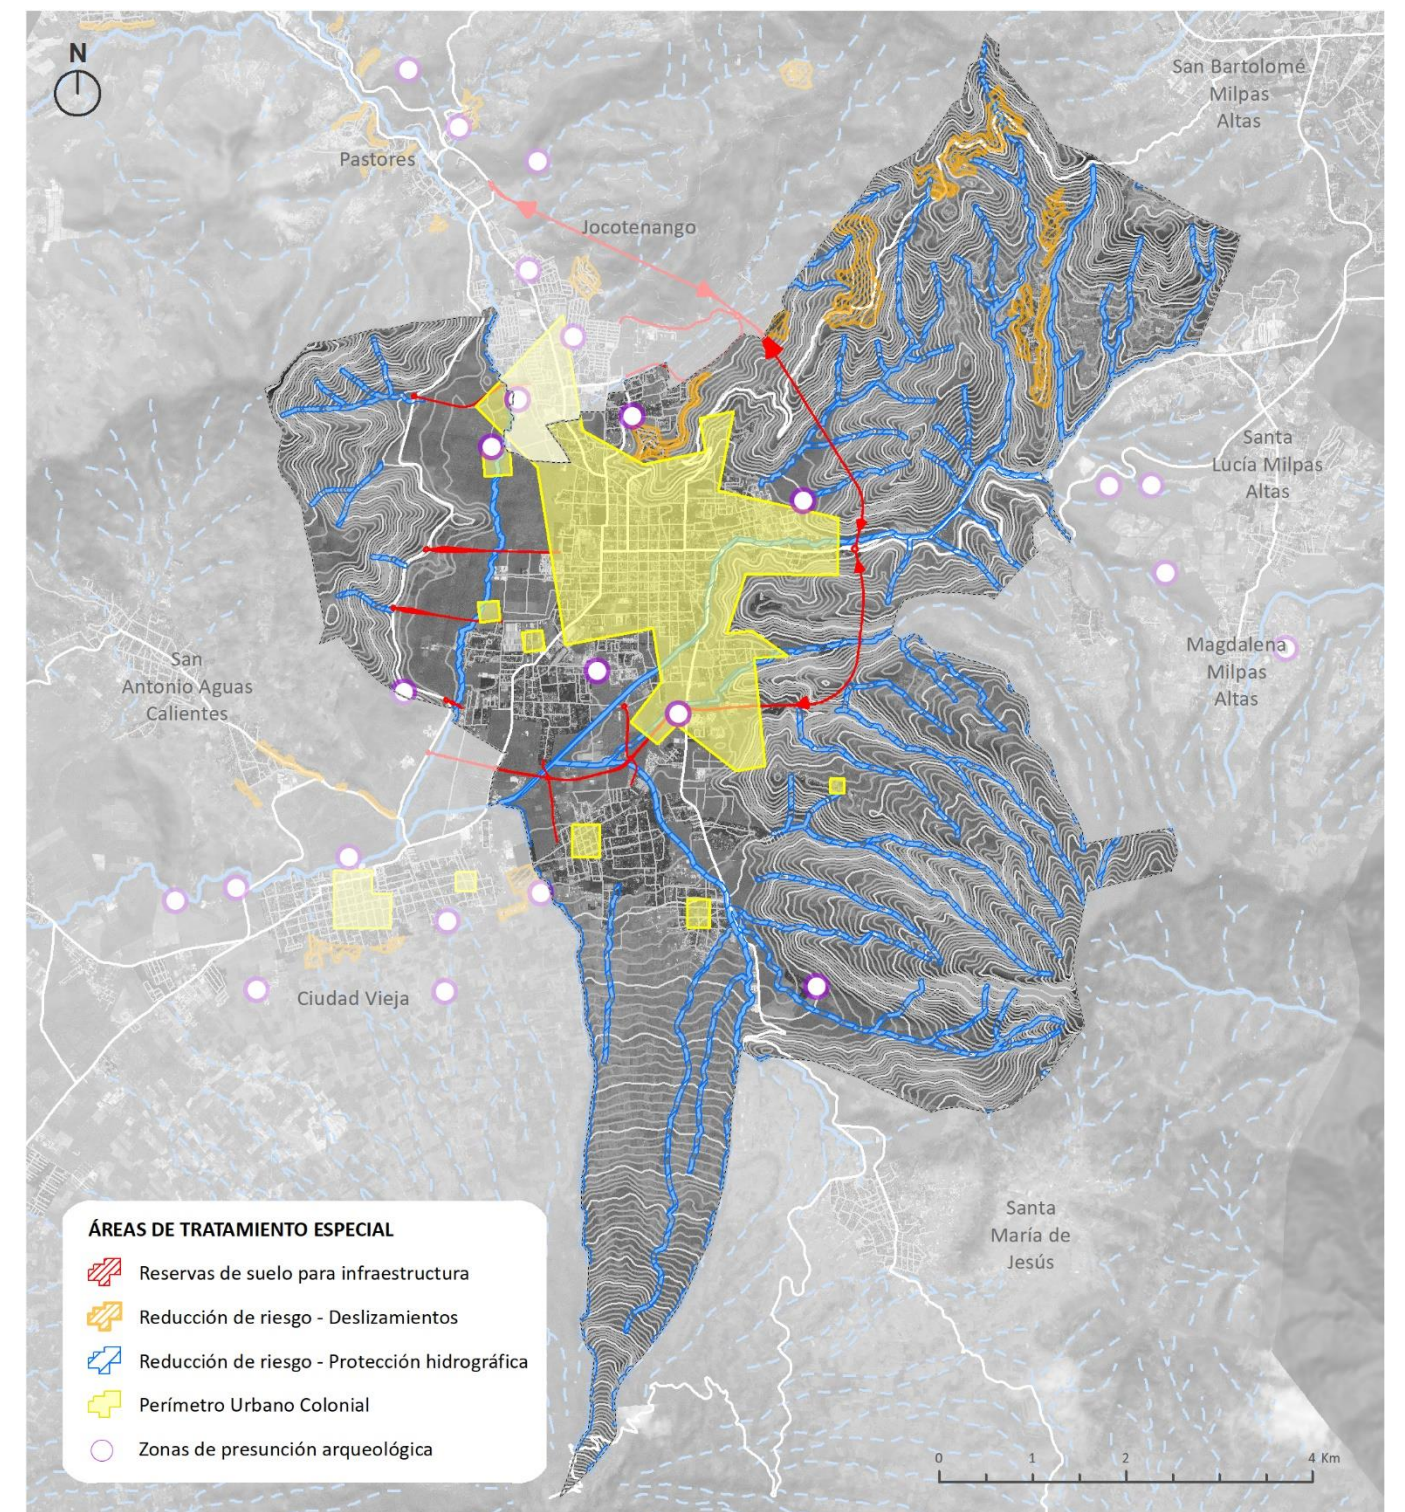 N
San Bartolomé
Milpas
Altas
Pastores
Jocotenango
Santa
Lucía Milpas
Altas
San
Antonio Aguas
Calientes
Magdalena
Milpas
Altas
Ciudad Vieja
Santa
María de
Jesús
ÁREAS DE TRATAMIENTO ESPECIAL
Reservas de suelo para infraestructura
Reducción de riesgo - Deslizamientos
Reducción de riesgo - Protección hidrográfica
Perímetro Urbano Colonial
Zonas de presunción arqueológica
0 1 2 4 Km